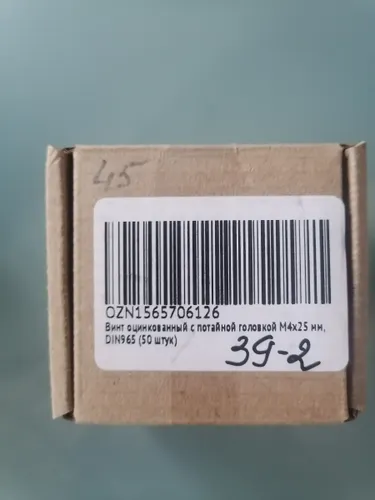 45
OZN1565706126
Винт оцинкованный с потайной головкой М4х25 мм,
DIN965 (50 штук)
39-2